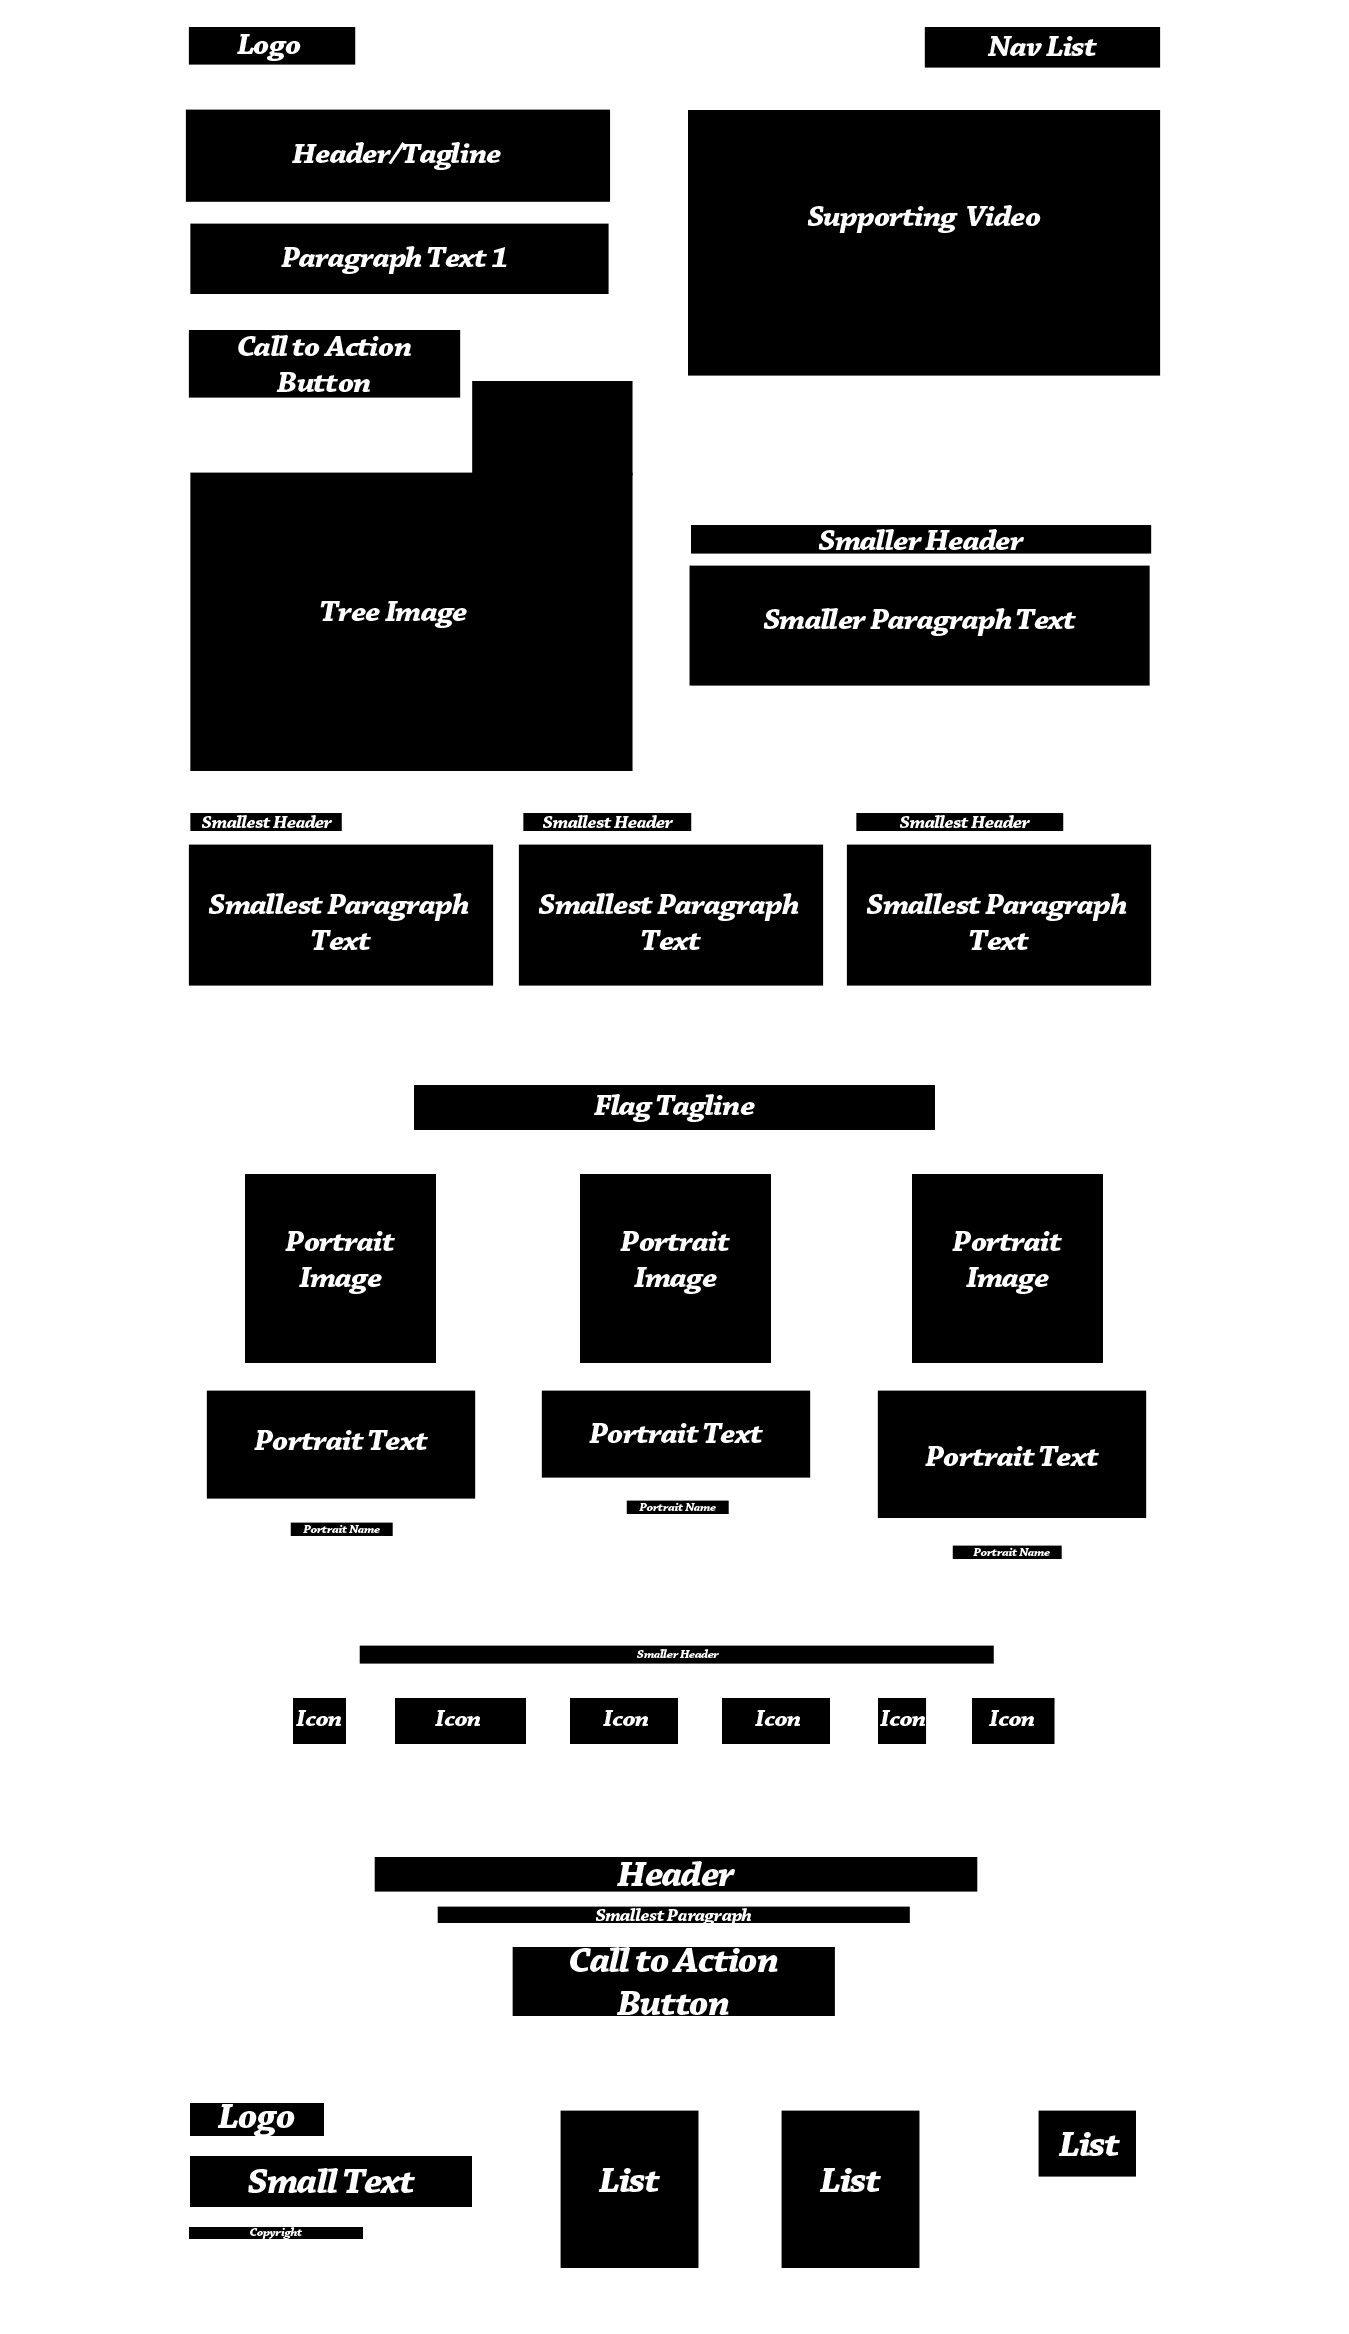 Logo
Nav List
Header/Tagline
Supporting Video
Paragraph Text 1
Call to Action
Button
Tree Image
Smaller Header
Smaller Paragraph Text
Smallest Header
Smallest Header
Smallest Header
Smallest Paragraph
Text
Smallest Paragraph
Text
Smallest Paragraph
Text
Flag Tagline
Portrait
Image
Portrait
Image
Portrait
Image
Portrait Text
Portrait Name
Portrait Text
Portrait Name
Portrait Text
Portrait Name
Smaller Header
Icon
Icon
Icon
Icon
Icon
Icon
Header
Smallest Paragraph
Call to Action
Button
Logo
Small Text
Copyright
List
List
List